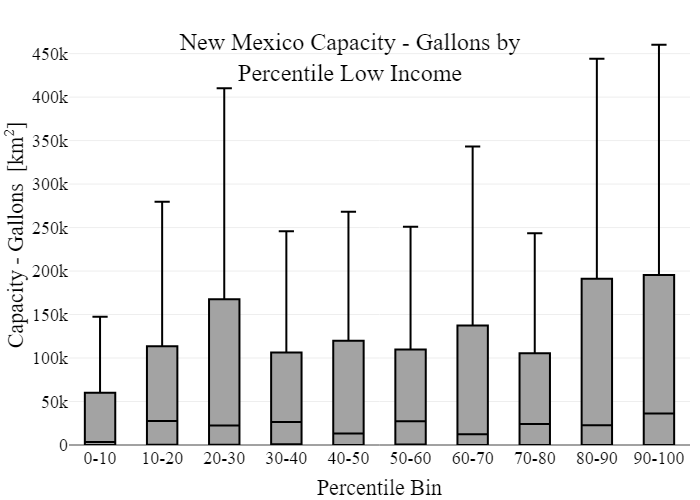 New Mexico Capacity - Gallons by
Percentile Low Income
Capacity - Gallons [km²]
450k
400k
350k
300k
250k
200k
150k
100k
50k
0
0-10 10-20 20-30 30-40 40-50 50-60 60-70 70-80 80-90 90-100
Percentile Bin